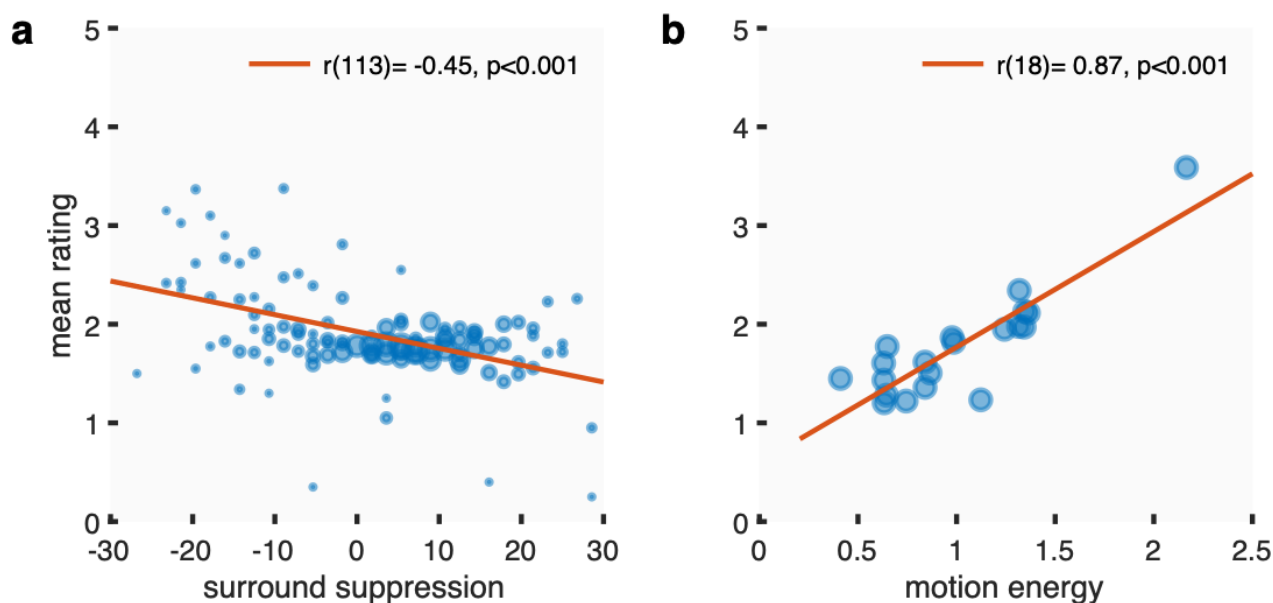 a
r(113)= -0.45, p<0.001
mean rating
5
4
3
2
1
0
-30 -20 -10 0 10 20 30
surround suppression
b
r(18)= 0.87, p<0.001
5
4
3
2
1
0
0 0.5 1 1.5 2 2.5
motion energy